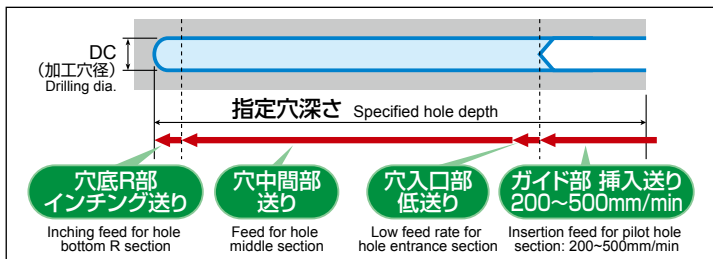 DC
(加工穴径)
Drilling dia.
指定穴深さ Specified hole depth
穴底R部
インチング送り
Inching feed for hole
bottom R section
穴中間部
送り
Feed for hole
middle section
穴入口部
低送り
Low feed rate for
hole entrance section
ガイド部 挿入送り
200~500mm/min
Insertion feed for pilot hole
section: 200~500mm/min